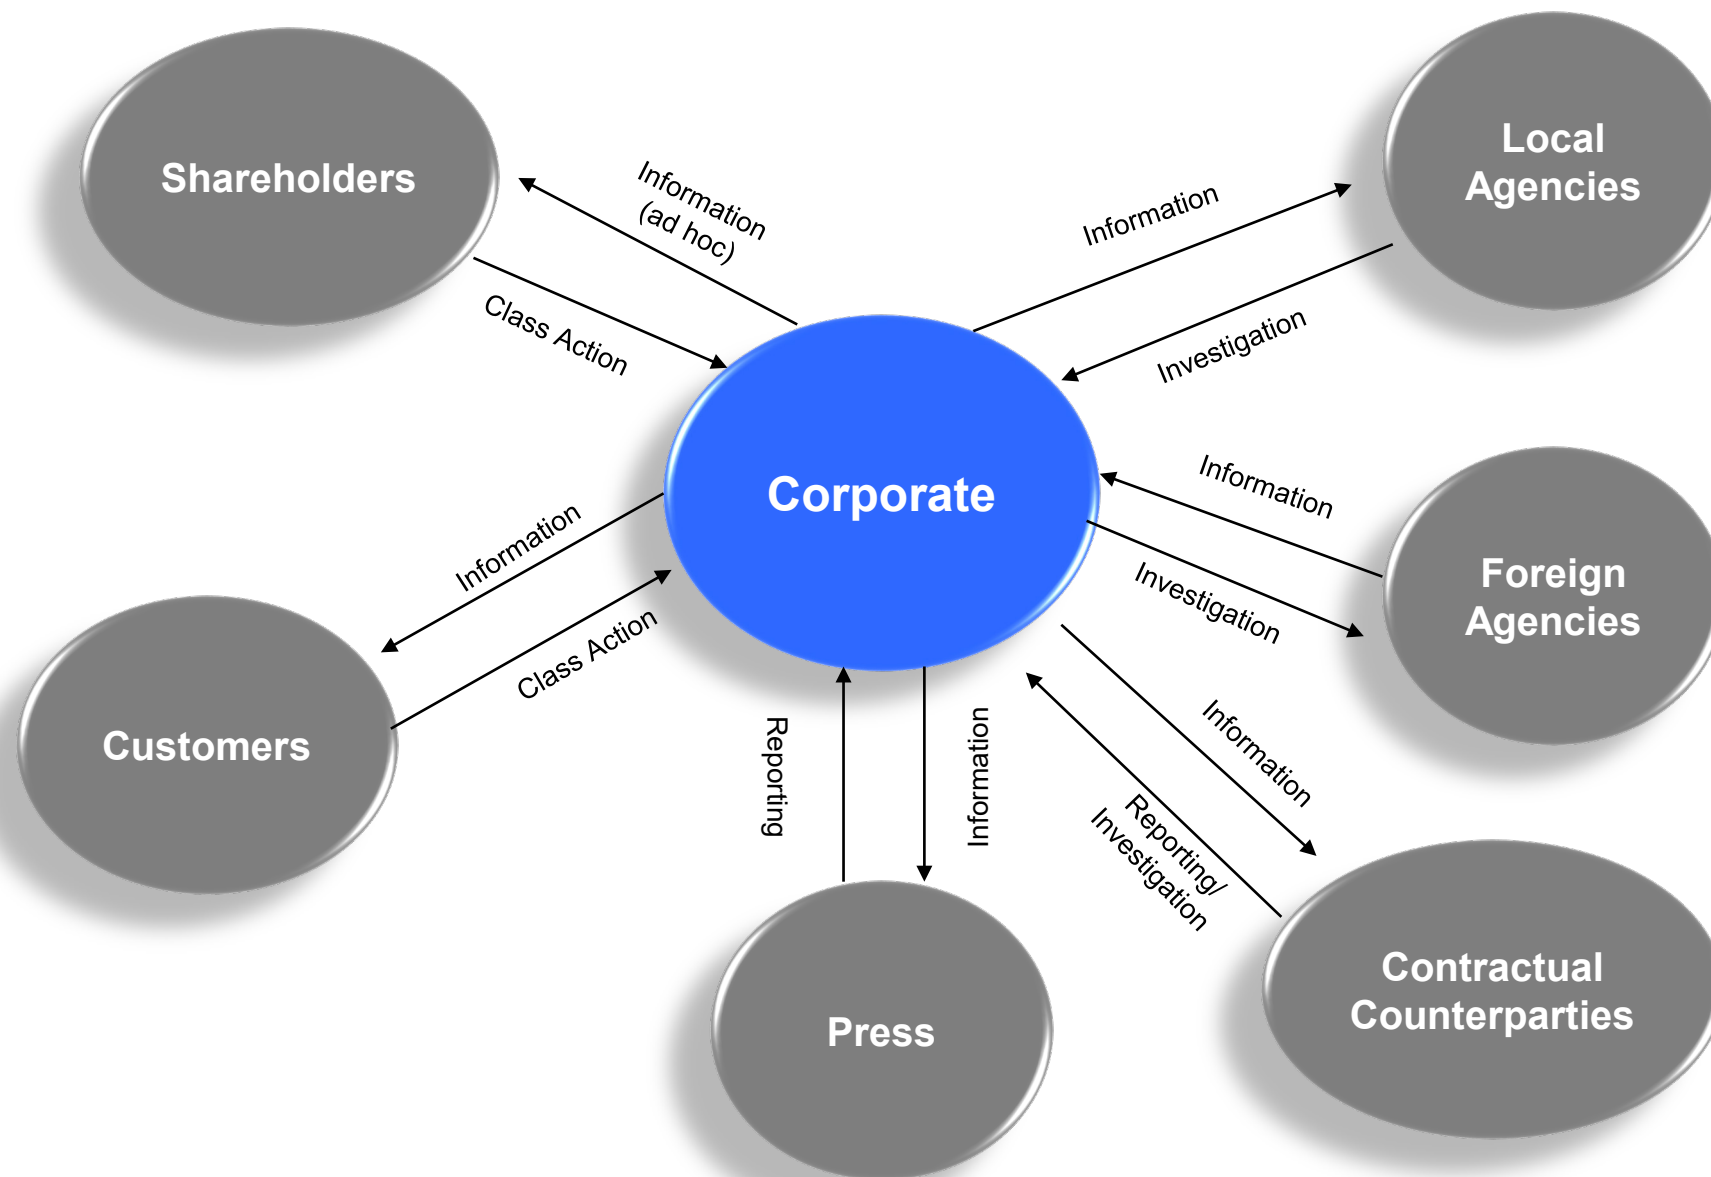 Shareholders
Information
(ad hoc)
Class Action
Local
Agencies
Information
Investigation
Corporate
Information
Investigation
Foreign
Agencies
Information
Class Action
Customers
Reporting
Information
Press
Information
Reporting/
Investigation
Contractual
Counterparties